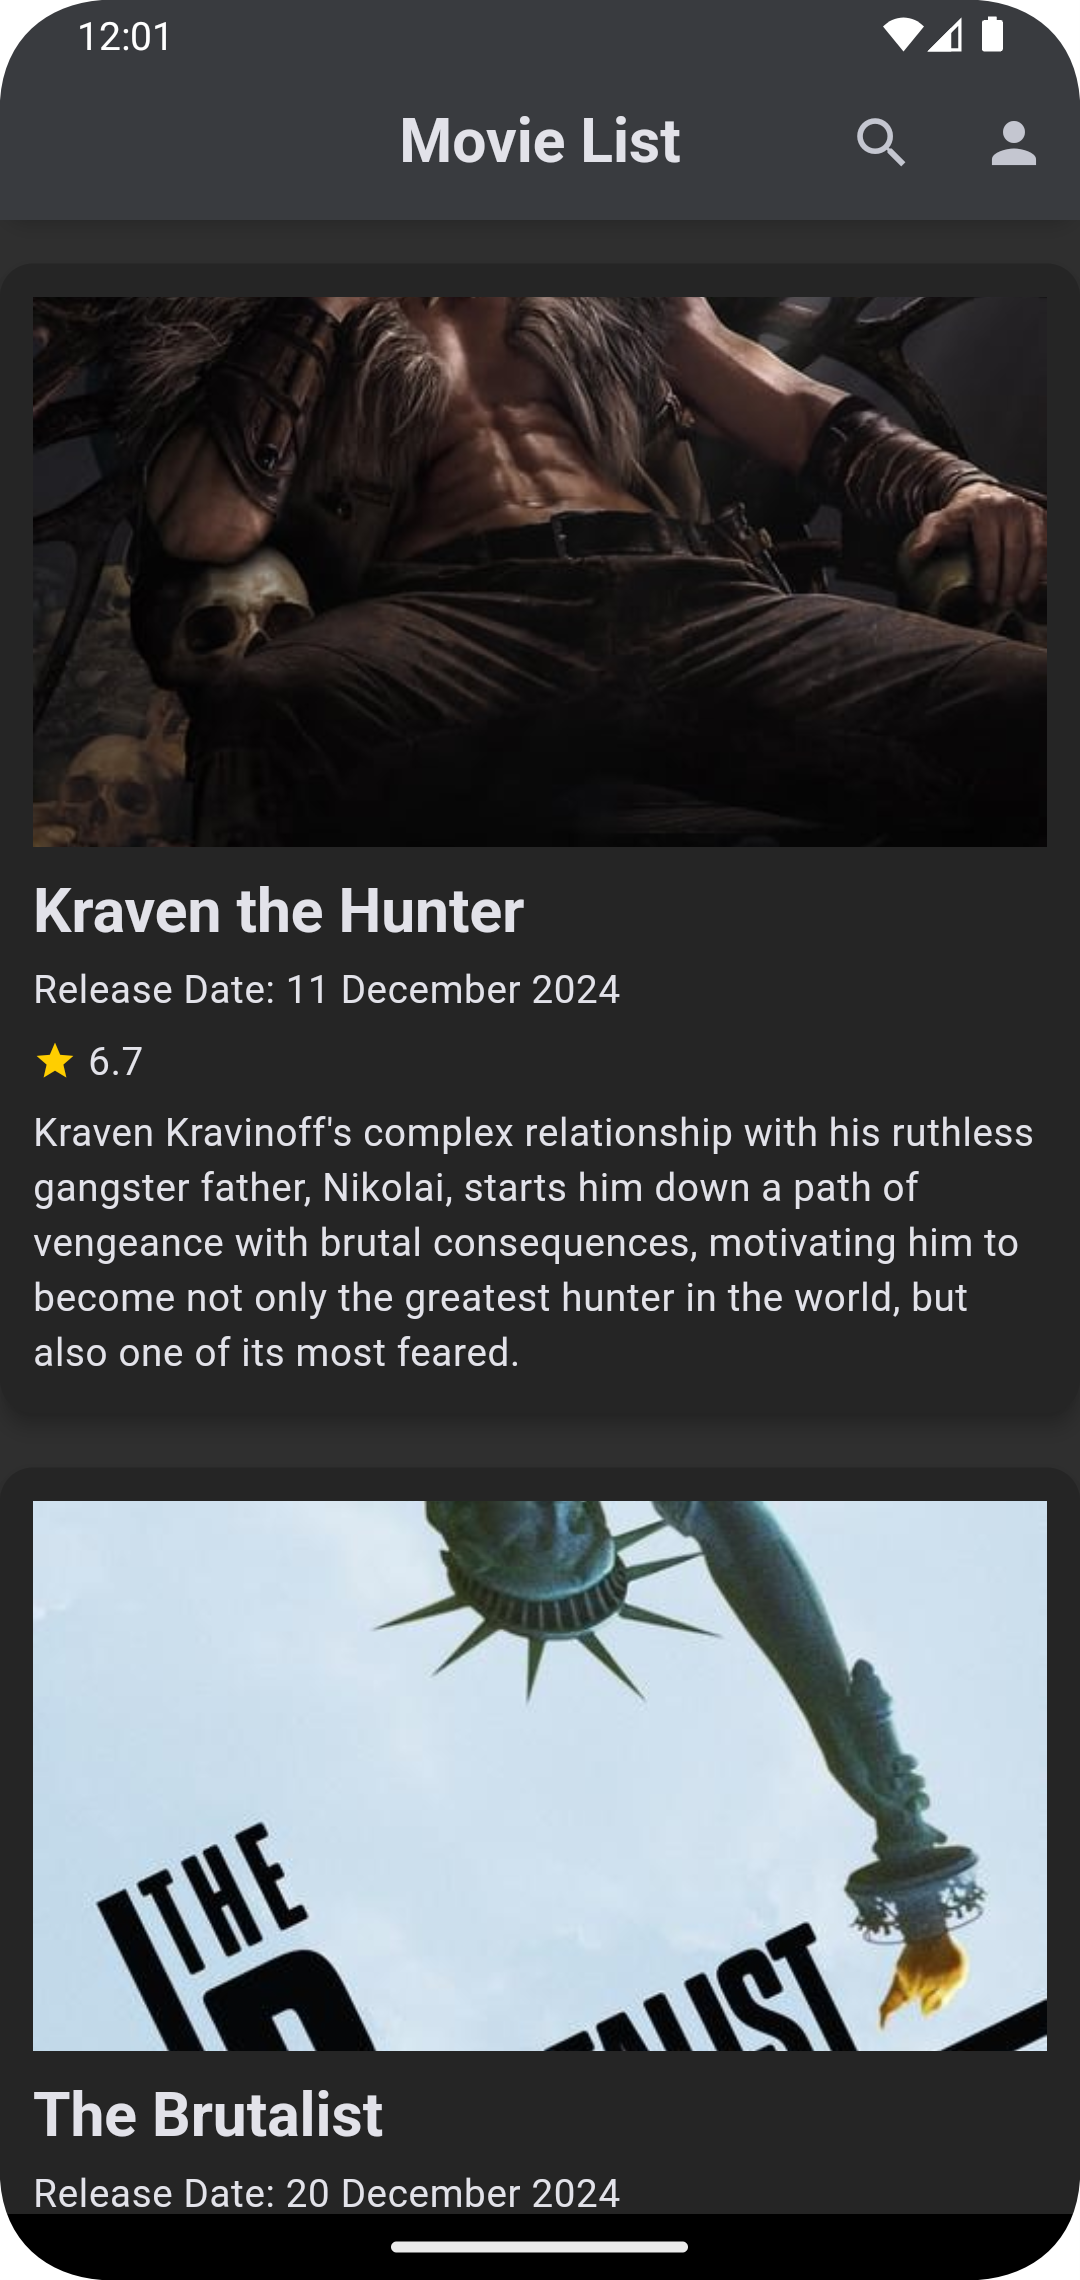 12:01
Movie List
Kraven the Hunter
Release Date: 11 December 2024
6.7
Kraven Kravinoff's complex relationship with his ruthless
gangster father, Nikolai, starts him down a path of
vengeance with brutal consequences, motivating him to
become not only the greatest hunter in the world, but
also one of its most feared.
THE
The Brutalist
Release Date: 20 December 2024